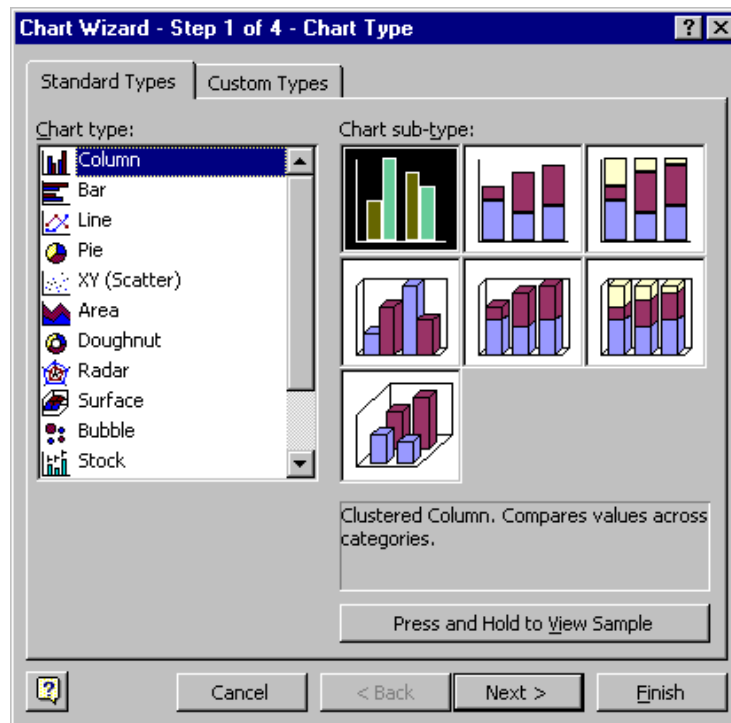 Chart Wizard - Step 1 of 4 - Chart Type
Standard Types
Custom Types
Chart type:
Column
Bar
Line
Pie
XY (Scatter)
Area
Doughnut
Radar
Surface
Bubble
Stock
Chart sub-type:
Clustered Column. Compares values across
categories.
Press and Hold to View Sample
Cancel
< Back
Next >
Finish